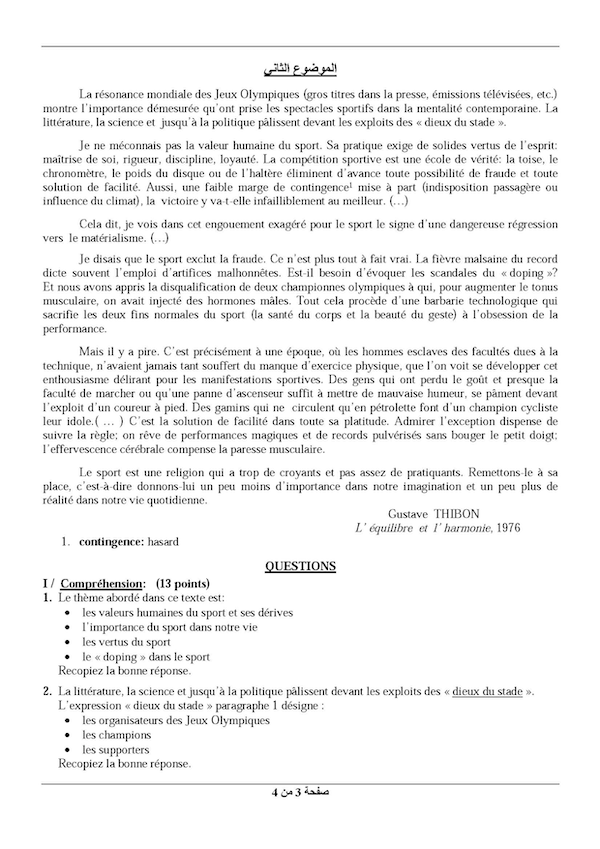 الموضوع الثاني
La résonance mondiale des Jeux Olympiques (gros titres dans la presse, émissions télévisées, etc.)
montre l'importance démesurée qu'ont prise les spectacles sportifs dans la mentalité contemporaine. La
littérature, la science et jusqu'à la politique pâlissent devant les exploits des « dieux du stade ».
Je ne méconnais pas la valeur humaine du sport. Sa pratique exige de solides vertus de l'esprit:
maîtrise de soi, rigueur, discipline, loyauté. La compétition sportive est une école de vérité: la toise, le
chronomètre, le poids du disque ou de l'haltère éliminent d'avance toute possibilité de fraude et toute
solution de facilité. Aussi, une faible marge de contingence¹ mise à part (indisposition passagère ou
influence du climat), la victoire y va-t-elle infailliblement au meilleur. (…)
Cela dit, je vois dans cet engouement exagéré pour le sport le signe d'une dangereuse régression
vers le matérialisme. (…)
Je disais que le sport exclut la fraude. Ce n'est plus tout à fait vrai. La fièvre malsaine du record
dicte souvent l'emploi d'artifices malhonnêtes. Est-il besoin d'évoquer les scandales du « doping »?
Et nous avons appris la disqualification de deux championnes olympiques à qui, pour augmenter le tonus
musculaire, on avait injecté des hormones mâles. Tout cela procède d'une barbarie technologique qui
sacrifie les deux fins normales du sport (la santé du corps et la beauté du geste) à l'obsession de la
performance.
Mais il y a pire. C'est précisément à une époque, où les hommes esclaves des facultés dues à la
technique, n'avaient jamais tant souffert du manque d'exercice physique, que l'on voit se développer cet
enthousiasme délirant pour les manifestations sportives. Des gens qui ont perdu le goût et presque la
faculté de marcher ou qu'une panne d'ascenseur suffit à mettre de mauvaise humeur, se pâment devant
l'exploit d'un coureur à pied. Des gamins qui ne circulent qu'en pétrolette font d'un champion cycliste
leur idole.( … ) C'est la solution de facilité dans toute sa platitude. Admirer l'exception dispense de
suivre la règle; on rêve de performances magiques et de records pulvérisés sans bouger le petit doigt;
l'effervescence cérébrale compense la paresse musculaire.
Le sport est une religion qui a trop de croyants et pas assez de pratiquants. Remettons-le à sa
place, c'est-à-dire donnons-lui un peu moins d'importance dans notre imagination et un peu plus de
réalité dans notre vie quotidienne.
Gustave THIBON
L' équilibre et l' harmonie, 1976
1. contingence: hasard
QUESTIONS
I / Compréhension: (13 points)
1. Le thème abordé dans ce texte est:
• les valeurs humaines du sport et ses dérives
• l'importance du sport dans notre vie
• les vertus du sport
• le « doping » dans le sport
Recopiez la bonne réponse.
2. La littérature, la science et jusqu'à la politique pâlissent devant les exploits des « dieux du stade ».
L'expression « dieux du stade » paragraphe 1 désigne :
• les organisateurs des Jeux Olympiques
• les champions
• les supporters
Recopiez la bonne réponse.
صفحة 3 من 4